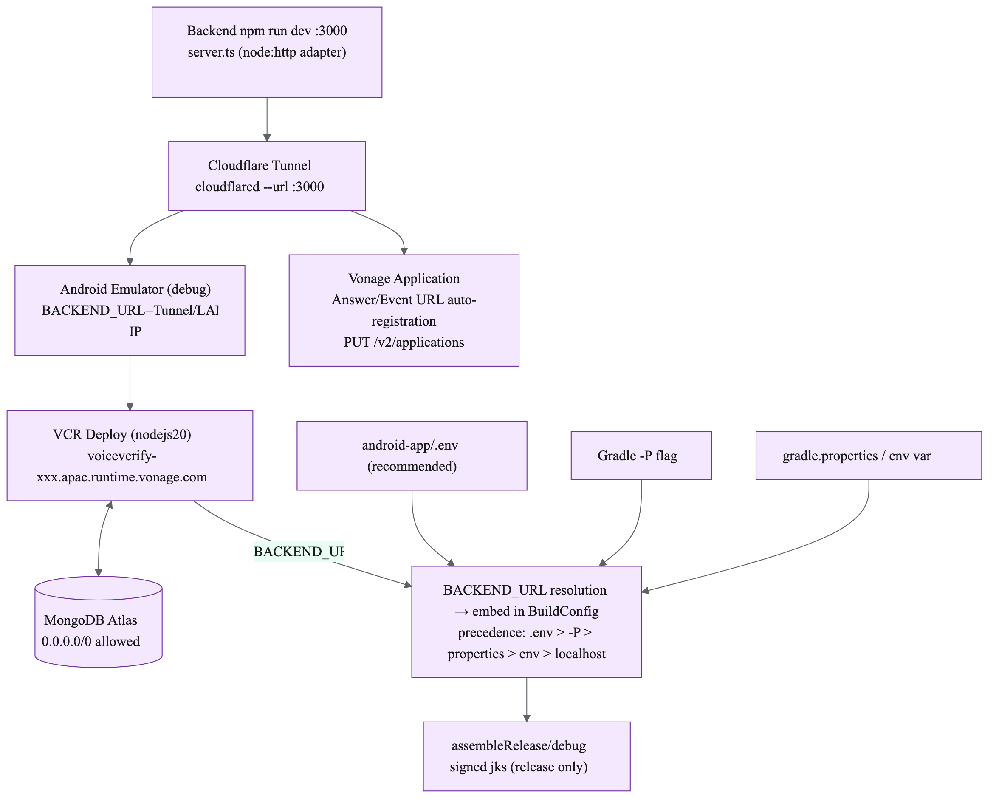 Backend npm run dev :3000
server.ts (node:http adapter)
Cloudflare Tunnel
cloudflared --url :3000
Android Emulator (debug)
BACKEND_URL=Tunnel/LAN
IP
Vonage Application
Answer/Event URL auto-
registration
PUT /v2/applications
VCR Deploy (nodejs20)
voiceverify-
xxx.apac.runtime.vonage.com
android-app/.env
(recommended)
Gradle -P flag
gradle.properties / env var
BACKEND_UR
MongoDB Atlas
0.0.0.0/0 allowed
BACKEND_URL resolution
→ embed in BuildConfig
precedence: .env > -P >
properties > env > localhost
assembleRelease/debug
signed jks (release only)